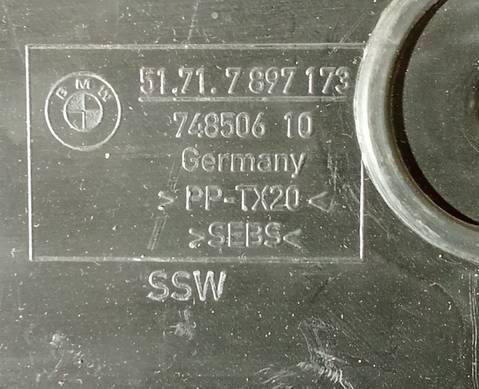 BMW
51.71. 7 897 173
748506 10
Germany
>PP-TX20<
>SEBS<
SSW